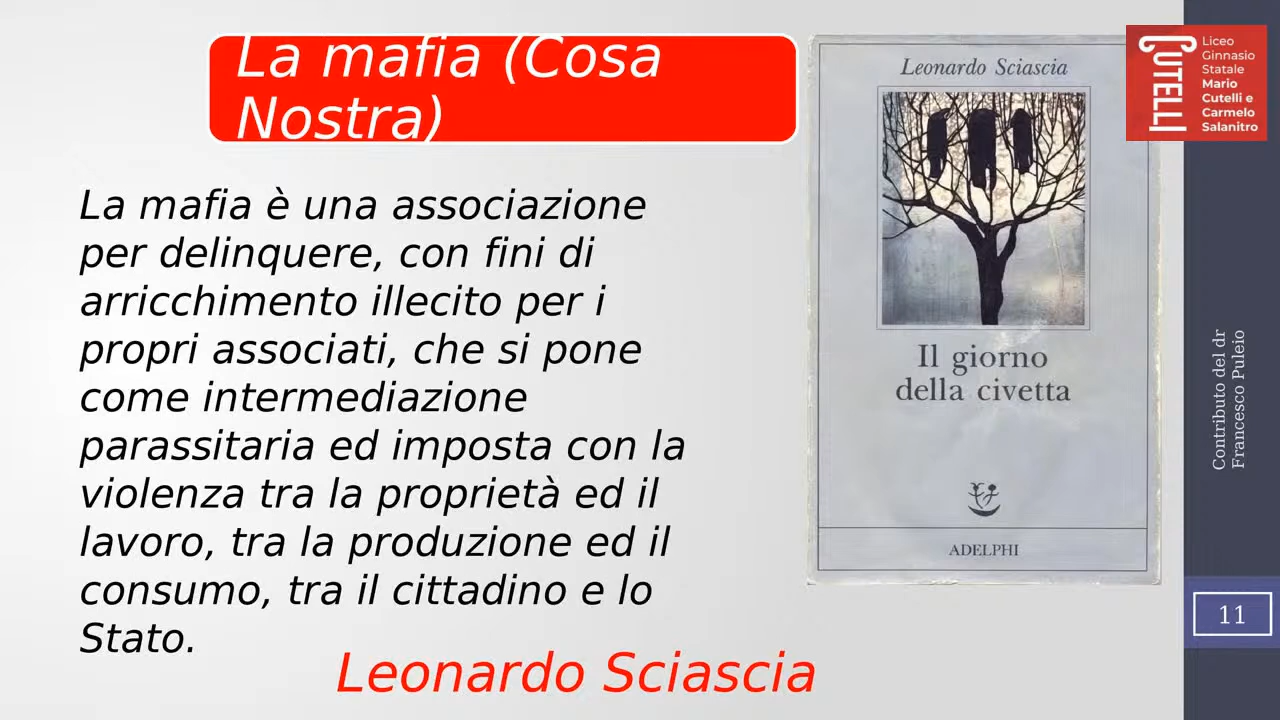 La mafia (Cosa
Nostra)
La mafia è una associazione
per delinquere, con fini di
arricchimento illecito per i
propri associati, che si pone
come intermediazione
parassitaria ed imposta con la
violenza tra la proprietà ed il
lavoro, tra la produzione ed il
consumo, tra il cittadino e lo
Stato.
Leonardo Sciascia
Leonardo Sciascia
Il giorno
della civetta
ADELPHI
CUTELLI
Liceo
Ginnasio
Statale
Mario
Cutelli e
Carmelo
Salanitro
Contributo del dr
Francesco Puleio
11